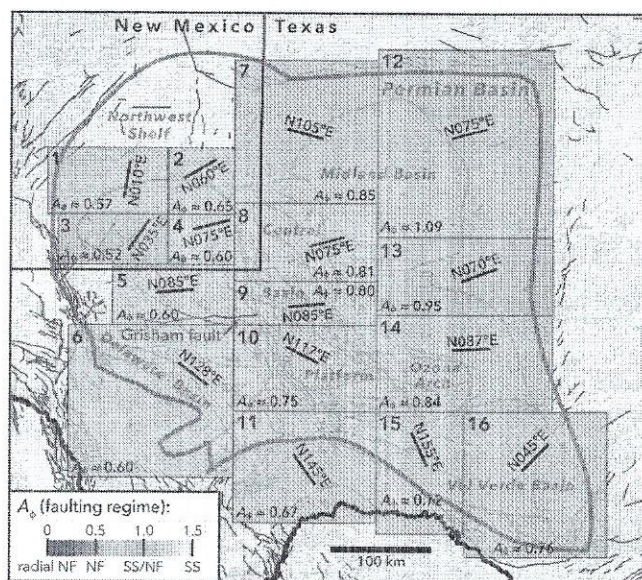 New Mexico Texas
7
12
Permian Basin
Northwest
Shelf
N105°E
N075°E
Midland Basin
1
2
N010°E
N060°E
Aϕ ≈ 0.57
Aϕ ≈ 0.65
Aϕ ≈ 0.85
3
4
8
N035°E
N075°E
Central
Aϕ ≈ 1.09
Aϕ ≈ 0.52
Aϕ ≈ 0.60
N075°E
13
5
N085°E
Aϕ ≈ 0.81
N070°E
9
Basin
Aϕ ≈ 0.80
Aϕ ≈ 0.60
N085°E
Aϕ ≈ 0.95
6
Grisham fault
10
14
Delaware Basin
N128°E
N117°E
N087°E
Platform
Ozona
Arch
Aϕ ≈ 0.75
Aϕ ≈ 0.84
11
15
16
Aϕ ≈ 0.60
N145°E
N155°E
N045°E
Val Verde Basin
Aϕ ≈ 0.67
Aϕ ≈ 0.72
Aϕ ≈ 0.76
Aϕ (faulting regime):
0 0.5 1.0 1.5
radial NF NF SS/NF SS
100 km